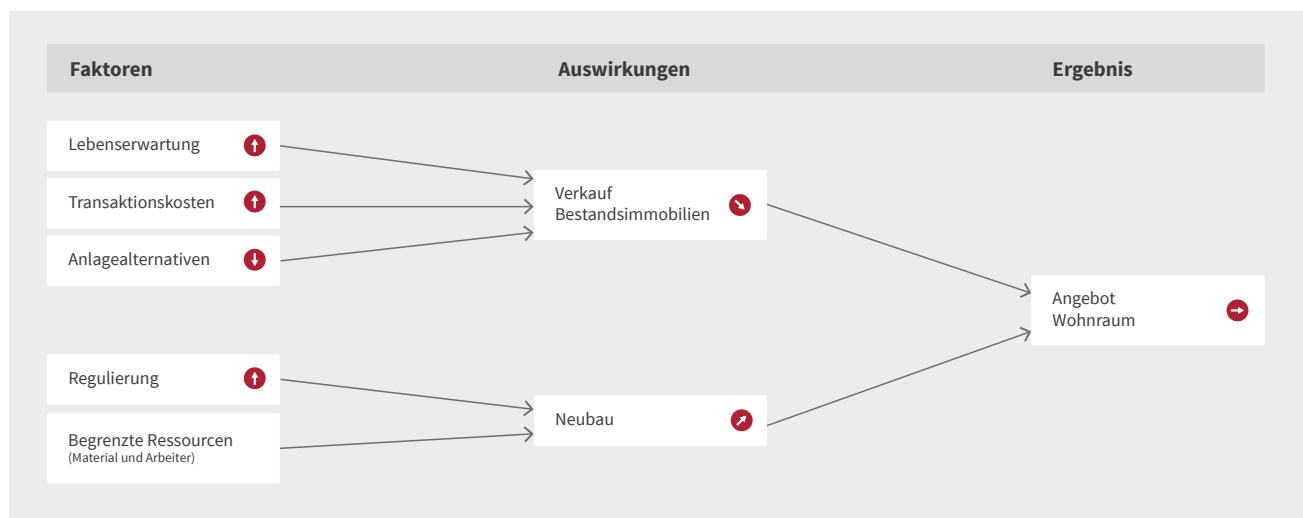 Faktoren
Auswirkungen
Ergebnis
Lebenserwartung
Transaktionskosten
Anlagealternativen
Regulierung
Begrenzte Ressourcen
(Material und Arbeiter)
Verkauf
Bestandsimmobilien
Neubau
Angebot
Wohnraum